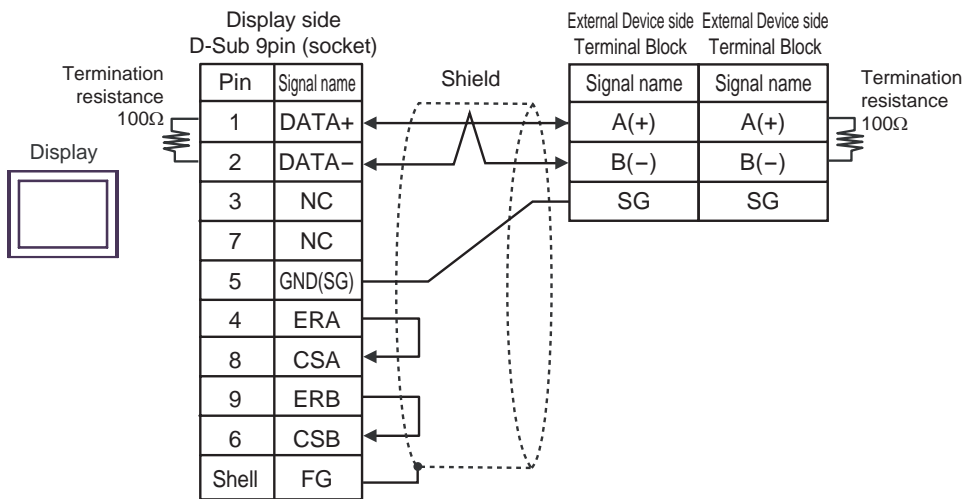 Display side
D-Sub 9pin (socket)
External Device side External Device side
Terminal Block Terminal Block
Termination
resistance
100Ω
Pin Signal name
Shield
Signal name Signal name
Termination
resistance
100Ω
1 DATA+
A(+) A(+)
Display
2 DATA−
B(−) B(−)
3 NC
SG SG
7 NC
5 GND(SG)
4 ERA
8 CSA
9 ERB
6 CSB
Shell FG